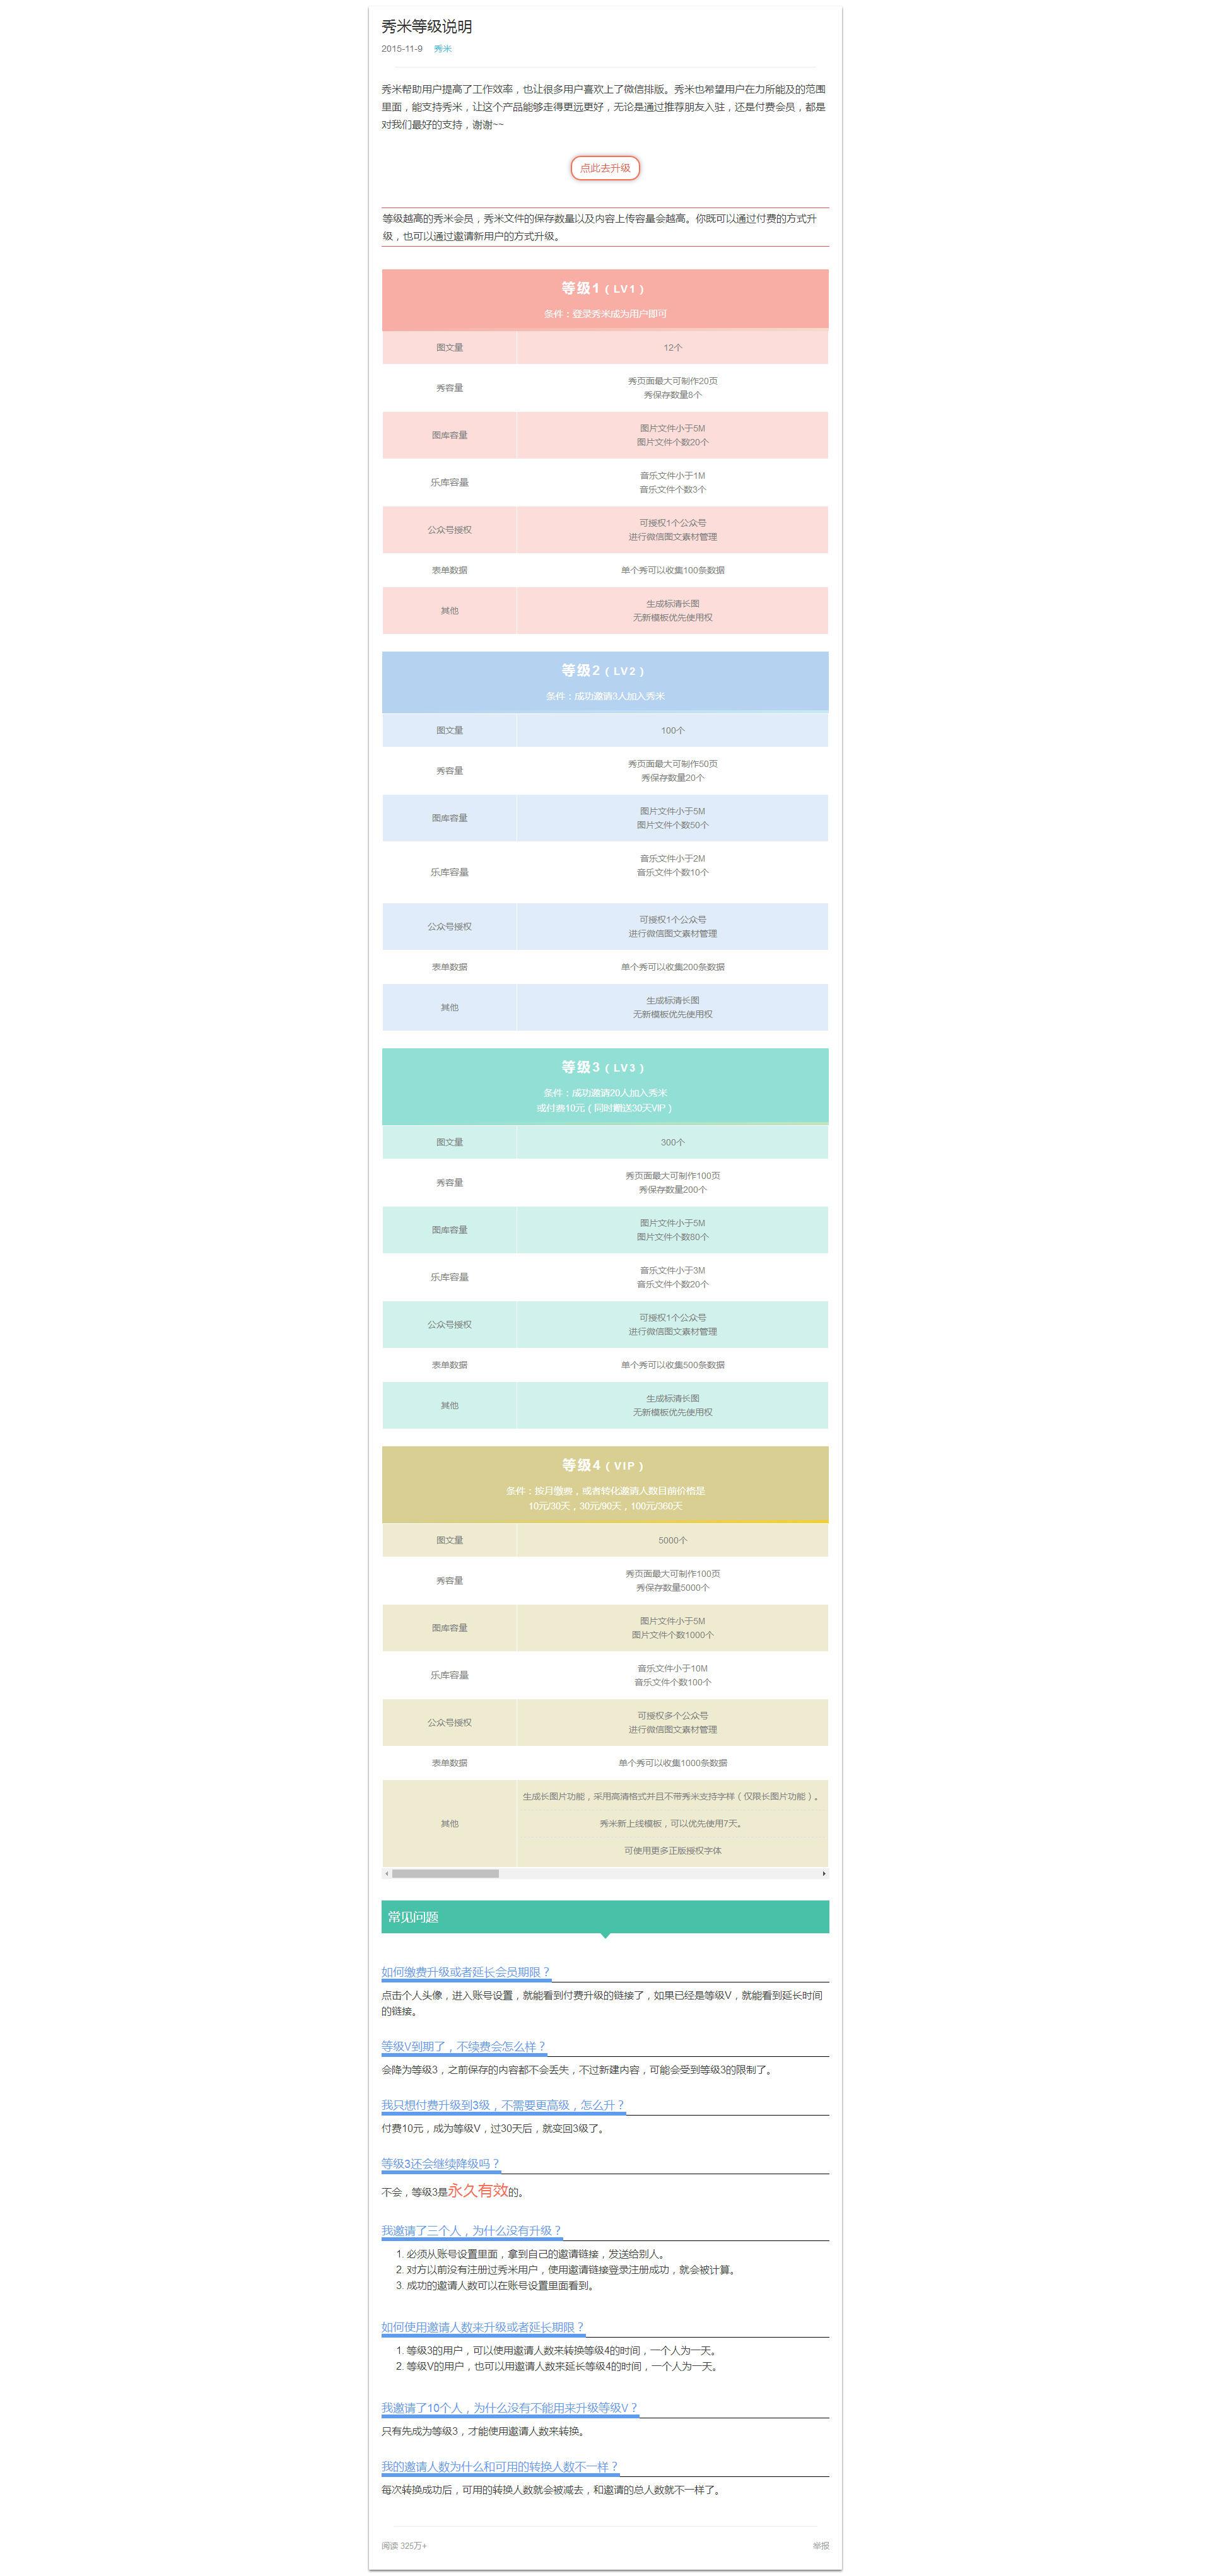 秀米等级说明
2015-11-9 秀米
秀米帮助用户提高了工作效率，也让很多用户喜欢上了微信排版。秀米也希望用户在力所能及的范围
里面，能支持秀米，让这个产品能够走得更远更好，无论是通过推荐朋友入驻，还是付费会员，都是
对我们最好的支持，谢谢~~
点此去升级
等级越高的秀米会员，秀米文件的保存数量以及内容上传容量会越高。你既可以通过付费的方式升
级，也可以通过邀请新用户的方式升级。
等级1（LV1）
条件：登录秀米成为用户即可
图文量 12个
秀页面最大可制作20页
秀容量
秀保存数量8个
图片文件小于5M
图库容量
图片文件个数20个
音乐文件小于1M
乐库容量
音乐文件个数3个
可授权1个公众号
公众号授权
进行微信图文素材管理
表单数据 单个秀可以收集100条数据
生成标清长图
其他
无新模板优先使用权
等级2（LV2）
条件：成功邀请3人加入秀米
图文量 100个
秀页面最大可制作50页
秀容量
秀保存数量20个
图片文件小于5M
图库容量
图片文件个数50个
音乐文件小于2M
乐库容量
音乐文件个数10个
可授权1个公众号
公众号授权
进行微信图文素材管理
表单数据 单个秀可以收集200条数据
生成标清长图
其他
无新模板优先使用权
等级3（LV3）
条件：成功邀请20人加入秀米
或付费10元（同时赠送30天VIP）
图文量 300个
秀页面最大可制作100页
秀容量
秀保存数量200个
图片文件小于5M
图库容量
图片文件个数80个
音乐文件小于3M
乐库容量
音乐文件个数20个
可授权1个公众号
公众号授权
进行微信图文素材管理
表单数据 单个秀可以收集500条数据
生成标清长图
其他
无新模板优先使用权
等级4（VIP）
条件：按月缴费，或者转化邀请人数目前价格是
10元/30天，30元/90天，100元/360天
图文量 5000个
秀页面最大可制作100页
秀容量
秀保存数量5000个
图片文件小于5M
图库容量
图片文件个数1000个
音乐文件小于10M
乐库容量
音乐文件个数100个
可授权多个公众号
公众号授权
进行微信图文素材管理
表单数据 单个秀可以收集1000条数据
生成长图片功能，采用高清格式并且不带秀米支持字样（仅限长图片功能）。
其他 秀米新上线模板，可以优先使用7天。
可使用更多正版授权字体
常见问题
如何缴费升级或者延长会员期限？
点击个人头像，进入账号设置，就能看到付费升级的链接了，如果已经是等级V，就能看到延长时间
的链接。
等级V到期了，不续费会怎么样？
会降为等级3，之前保存的内容都不会丢失，不过新建内容，可能会受到等级3的限制了。
我只想付费升级到3级，不需要更高级，怎么升？
付费10元，成为等级V，过30天后，就变回3级了。
等级3还会继续降级吗？
不会，等级3是永久有效的。
我邀请了三个人，为什么没有升级？
1. 必须从账号设置里面，拿到自己的邀请链接，发送给别人。
2. 对方以前没有注册过秀米用户，使用邀请链接登录注册成功，就会被计算。
3. 成功的邀请人数可以在账号设置里面看到。
如何使用邀请人数来升级或者延长期限？
1. 等级3的用户，可以使用邀请人数来转换等级4的时间，一个人为一天。
2. 等级V的用户，也可以用邀请人数来延长等级4的时间，一个人为一天。
我邀请了10个人，为什么没有不能用来升级等级V？
只有先成为等级3，才能使用邀请人数来转换。
我的邀请人数为什么和可用的转换人数不一样？
每次转换成功后，可用的转换人数就会被减去，和邀请的总人数就不一样了。
阅读 325万+ 举报